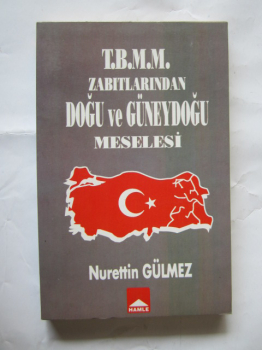 T.B.M.M.
ZABITLARINDAN
DOĞU ve GÜNEYDOĞU
MESELESİ
Nurettin GÜLMEZ
HAMLE